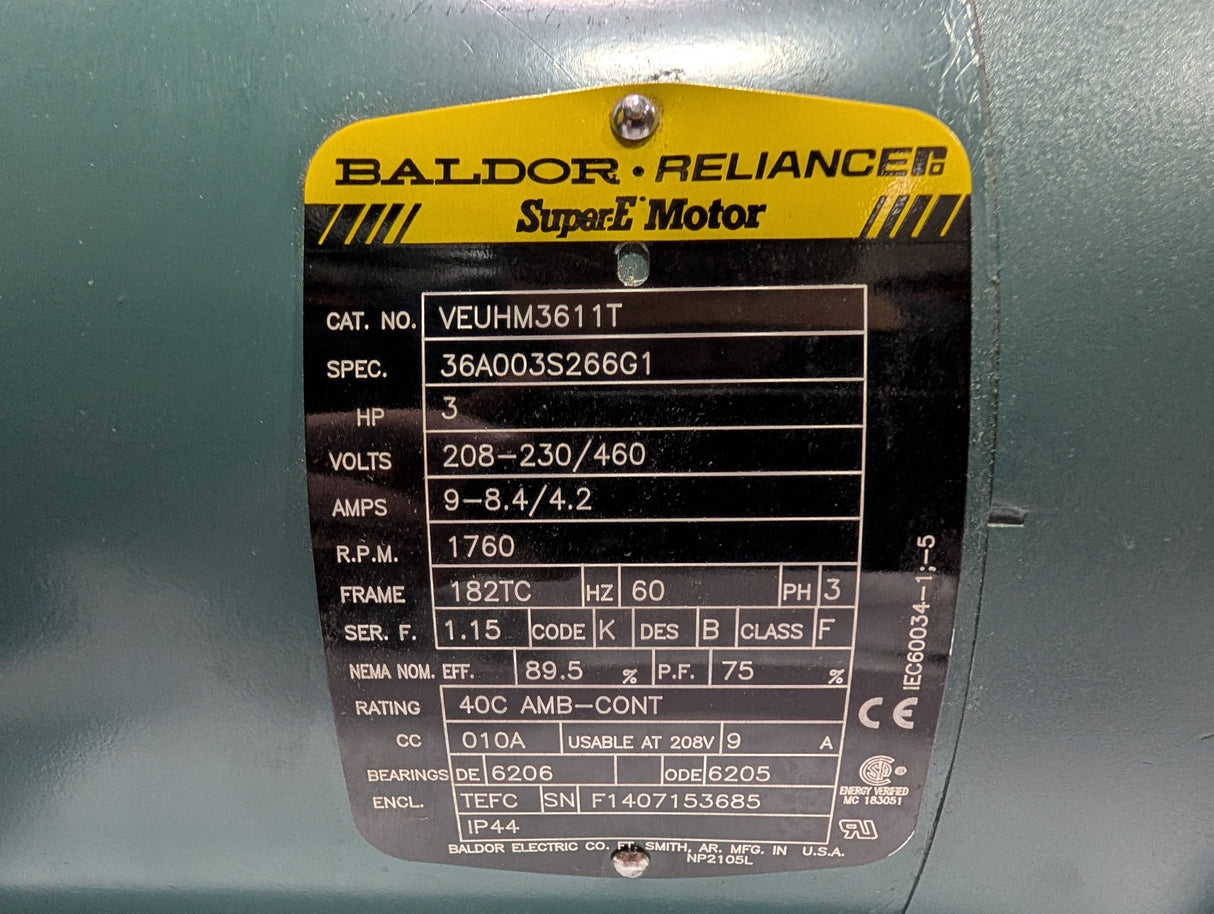 BALDOR · RELIANCE
Super-E Motor
CAT. NO. VEUHM3611T
SPEC. 36A003S266G1
HP 3
VOLTS 208-230/460
AMPS 9-8.4/4.2
R.P.M. 1760
FRAME 182TC HZ 60 PH 3
SER. F. 1.15 CODE K DES B CLASS F
NEMA NOM. EFF. 89.5 % P.F. 75 %
RATING 40C AMB-CONT
CC 010A USABLE AT 208V 9 A
BEARINGS DE 6206 ODE 6205
ENCL. TEFC SN F1407153685
IP44
BALDOR ELECTRIC CO. FT. SMITH, AR. MFG. IN U.S.A.
NP2105L
IEC60034-1;-5
CE
CSA ®
ENERGY VERIFIED
MC 183051
RU